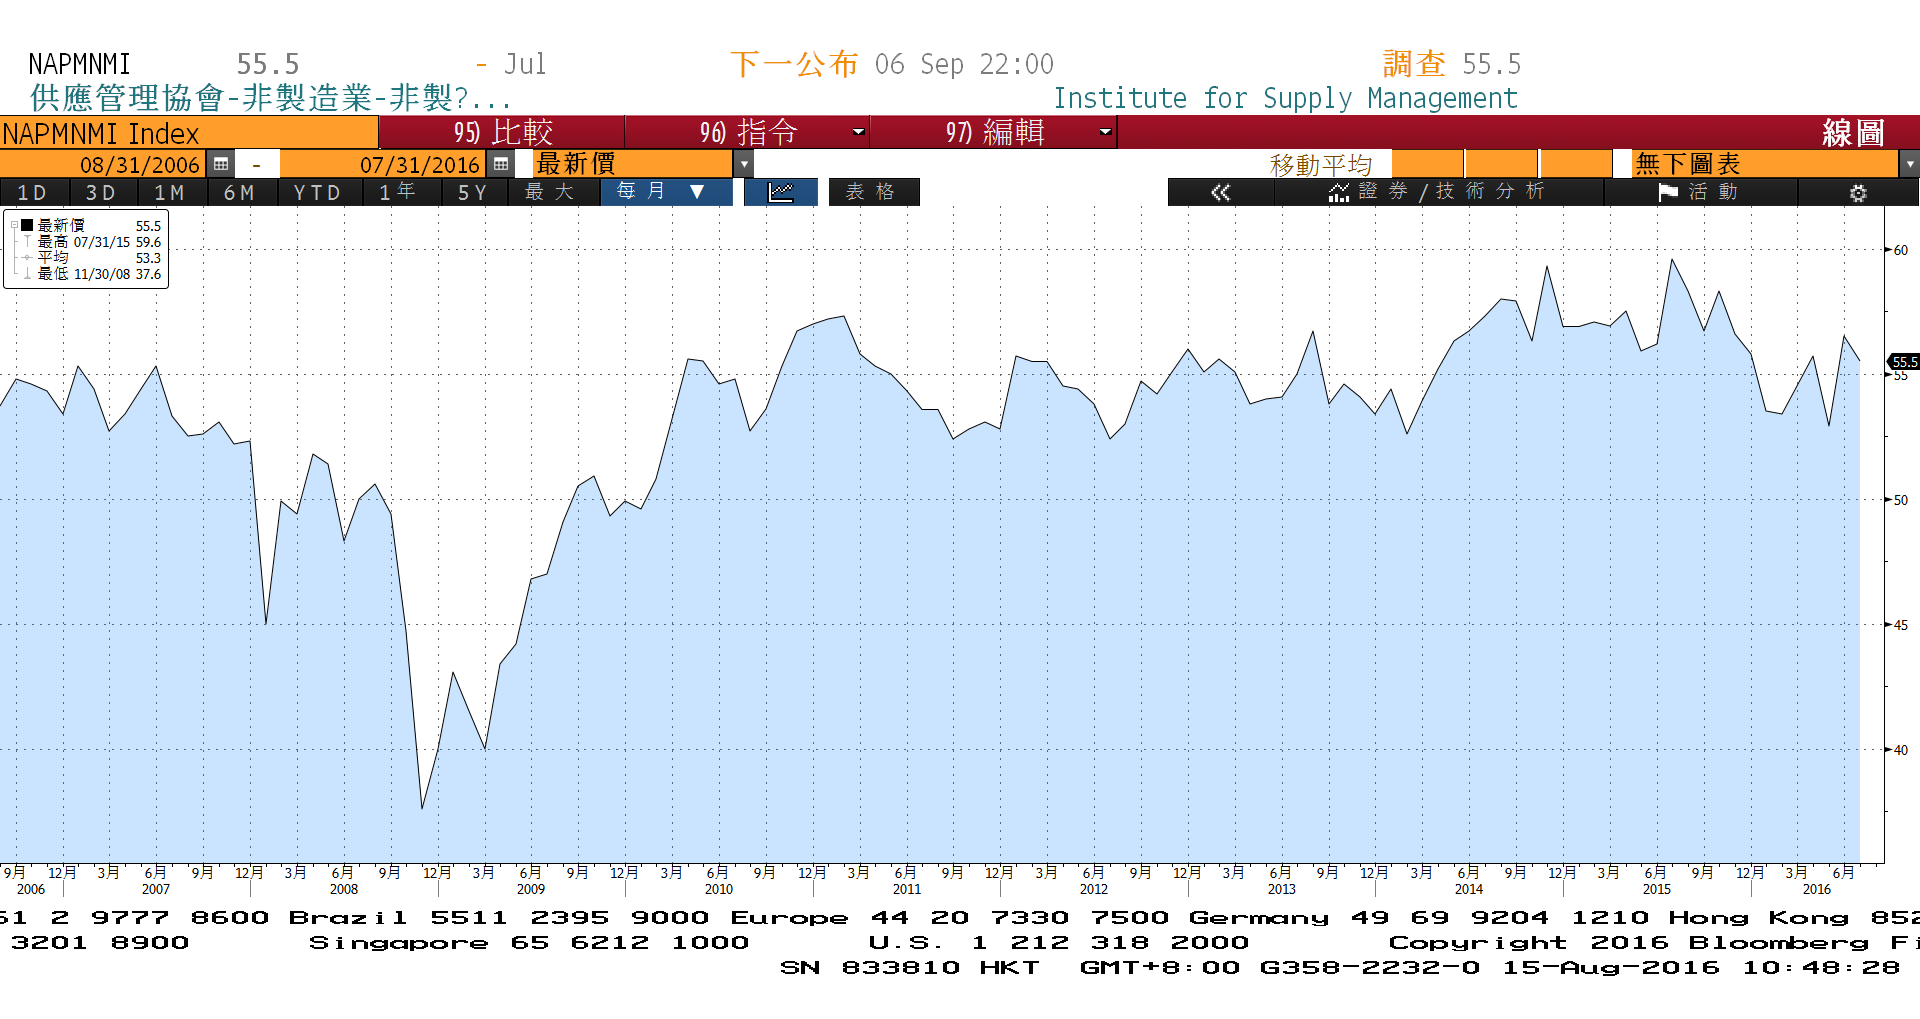 NAPMNMI 55.5 - Jul 下一公布 06 Sep 22:00 調查 55.5
供應管理協會-非製造業-非製?... Institute for Supply Management
NAPMNMI Index 95) 比較 96) 指令 97) 編輯 線圖
08/31/2006 - 07/31/2016 最新價 移動平均 無下圖表
1D 3D 1M 6M YTD 1年 5Y 最大 每月 ▼ 表格 « 證券/技術分析 活動
最新價 55.5
最高 07/31/15 59.6
平均 53.3
最低 11/30/08 37.6
60
55.5
55
50
45
40
9月 12月 3月 6月 9月 12月 3月 6月 9月 12月 3月 6月 9月 12月 3月 6月 9月 12月 3月 6月 9月 12月 3月 6月 9月 12月 3月 6月 9月 12月 3月 6月 9月 12月 3月 6月 9月 12月 3月 6月
2006 2007 2008 2009 2010 2011 2012 2013 2014 2015 2016
61 2 9777 8600 Brazil 5511 2395 9000 Europe 44 20 7330 7500 Germany 49 69 9204 1210 Hong Kong 852
3201 8900 Singapore 65 6212 1000 U.S. 1 212 318 2000 Copyright 2016 Bloomberg Fi
SN 833810 HKT GMT+8:00 G358-2232-0 15-Aug-2016 10:48:28